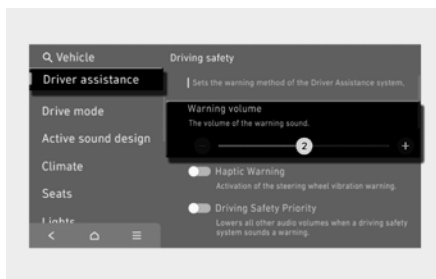 Vehicle
Driving safety
Driver assistance
Sets the warning method of the Driver Assistance system.
Drive mode
Warning volume
The volume of the warning sound.
Active sound design
2
Climate
Haptic Warning
Activation of the steering wheel vibration warning.
Seats
Driving Safety Priority
Lowers all other audio volumes when a driving safety
system sounds a warning.
Lights